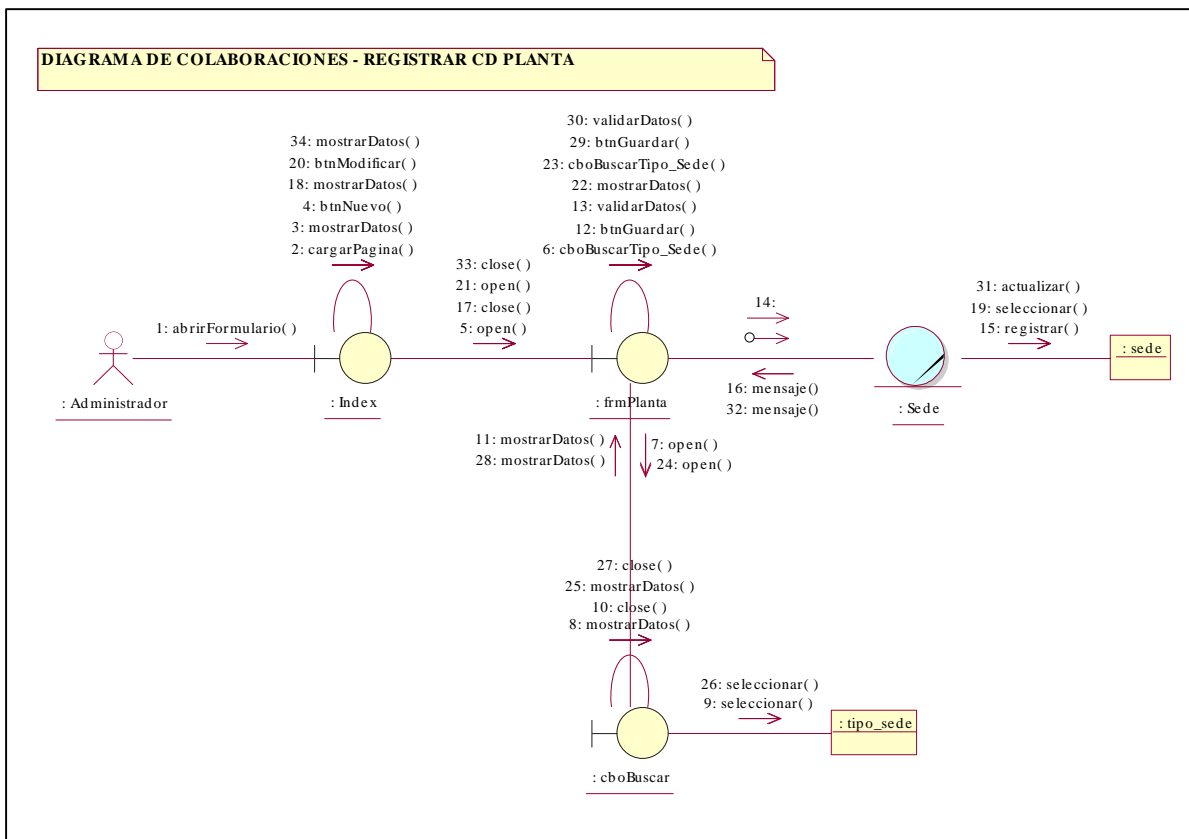 DIAGRAMA DE COLABORACIONES - REGISTRAR CD PLANTA
34: mostrarDatos( )
20: btnModificar( )
18: mostrarDatos( )
4: btnNuevo( )
3: mostrarDatos( )
2: cargarPagina( )
30: validarDatos( )
29: btnGuardar( )
23: cboBuscarTipo_Sede( )
22: mostrarDatos( )
13: validarDatos( )
12: btnGuardar( )
6: cboBuscarTipo_Sede( )
33: close( )
21: open( )
17: close( )
5: open( )
14:
31: actualizar( )
19: seleccionar( )
15: registrar( )
1: abrirFormulario( )
: sede
16: mensaje()
32: mensaje()
: Administrador
: Index
: frmPlanta
: Sede
11: mostrarDatos( )
28: mostrarDatos( )
7: open( )
24: open( )
27: close( )
25: mostrarDatos( )
10: close( )
8: mostrarDatos( )
26: seleccionar( )
9: seleccionar( )
: tipo_sede
: cboBuscar